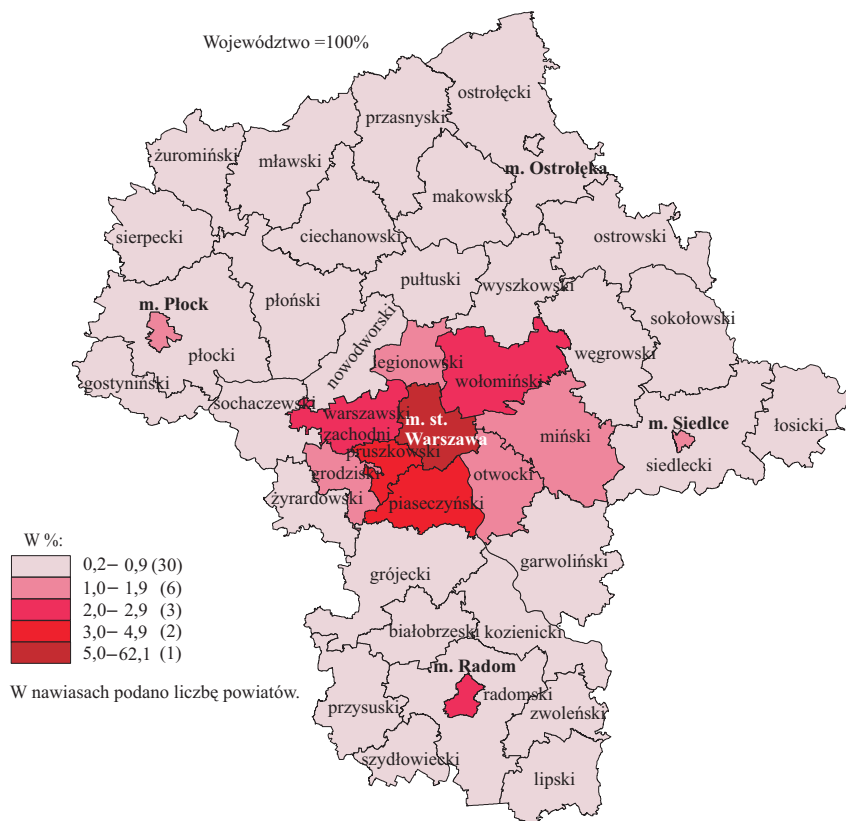 Województwo =100%
ostrołęcki
przasnyski
żuromiński
mławski
m. Ostrołęka
makowski
sierpecki
ciechanowski
ostrowski
pułtuski
wyszkowski
płoński
m. Płock
sokołowski
nowodworski
płocki
legionowski
węgrowski
gostyniński
wołomiński
sochaczewski
warszawski
zachodni
in. st.
Warszawa
miński
m. Siedlce
łosicki
pruszkowski
siedlecki
grodziski
otwocki
żyrardowski
piaseczyński
W %:
0,2– 0,9 (30)
1,0– 1,9 (6)
2,0– 2,9 (3)
3,0– 4,9 (2)
5,0–62,1 (1)
garwoliński
grójecki
białobrzeski
kozienicki
m. Radom
W nawiasach podano liczbę powiatów.
radomski
przysuski
zwoleński
szydłowiecki
lipski